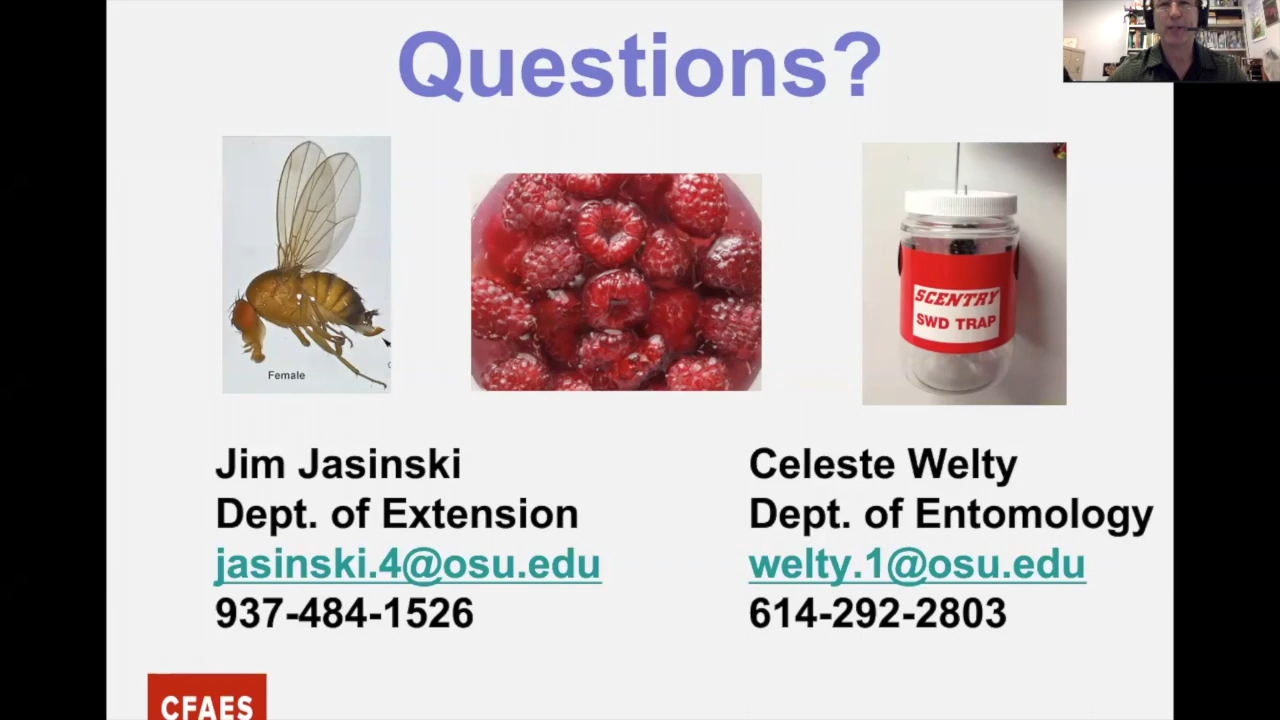 Questions?
Female
SCENTRY
SWD TRAP
Jim Jasinski
Dept. of Extension
jasinski.4@osu.edu
937-484-1526
Celeste Welty
Dept. of Entomology
welty.1@osu.edu
614-292-2803
CFAES